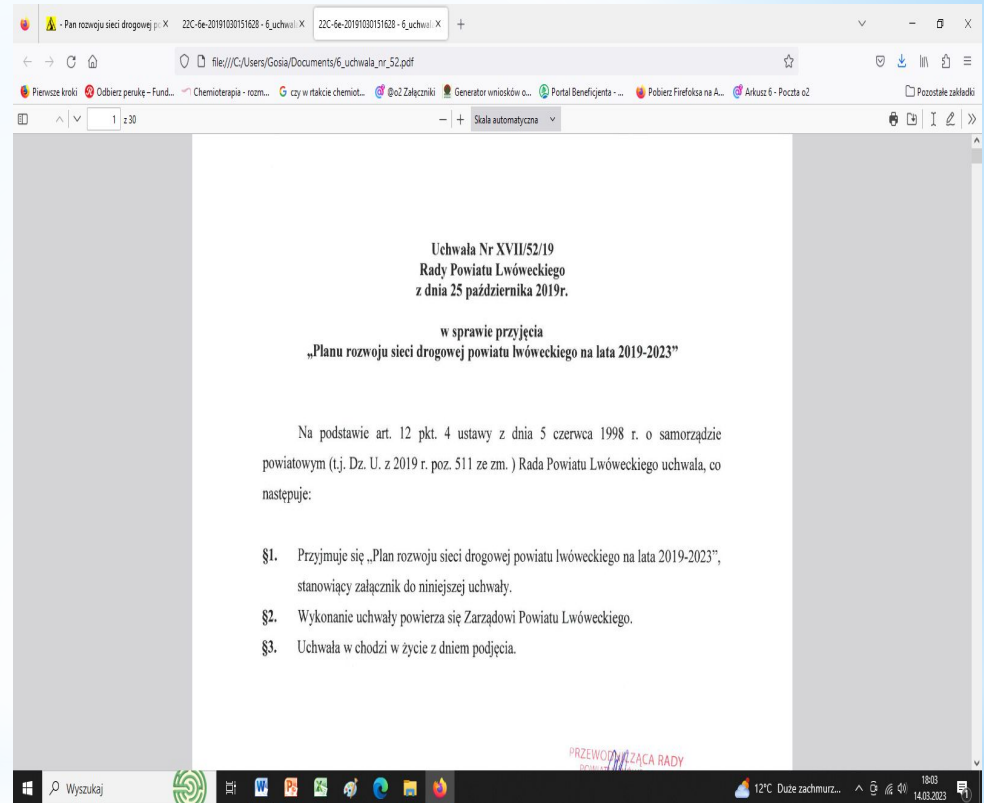 - Pan rozwoju sieci drogowej po
22C-6e-20191030151628 - 6_uchwal
22C-6e-20191030151628 - 6_uchwal
file:///C:/Users/Gosia/Documents/6_uchwala_nr_52.pdf
Pierwsze kroki
Odbierz perukę – Fund...
Chemioterapia - rozm...
czy w rtakcie chemiot...
@o2 Załączniki
Generator wniosków o...
Portal Beneficjenta - ...
Pobierz Firefoksa na A...
Arkusz 6 - Poczta o2
Pozostałe zakładki
1 z 30
Skala automatyczna
Uchwała Nr XVII/52/19
Rady Powiatu Lwóweckiego
z dnia 25 października 2019r.
w sprawie przyjęcia
„Planu rozwoju sieci drogowej powiatu lwóweckiego na lata 2019-2023”
Na podstawie art. 12 pkt. 4 ustawy z dnia 5 czerwca 1998 r. o samorządzie
powiatowym (t.j. Dz. U. z 2019 r. poz. 511 ze zm. ) Rada Powiatu Lwóweckiego uchwala, co
następuje:
§1. Przyjmuje się „Plan rozwoju sieci drogowej powiatu lwóweckiego na lata 2019-2023”,
stanowiący załącznik do niniejszej uchwały.
§2. Wykonanie uchwały powierza się Zarządowi Powiatu Lwóweckiego.
§3. Uchwała w chodzi w życie z dniem podjęcia.
PRZEWODNICZĄCA RADY
Wyszukaj
12°C Duże zachmurz...
18:03
14.03.2023